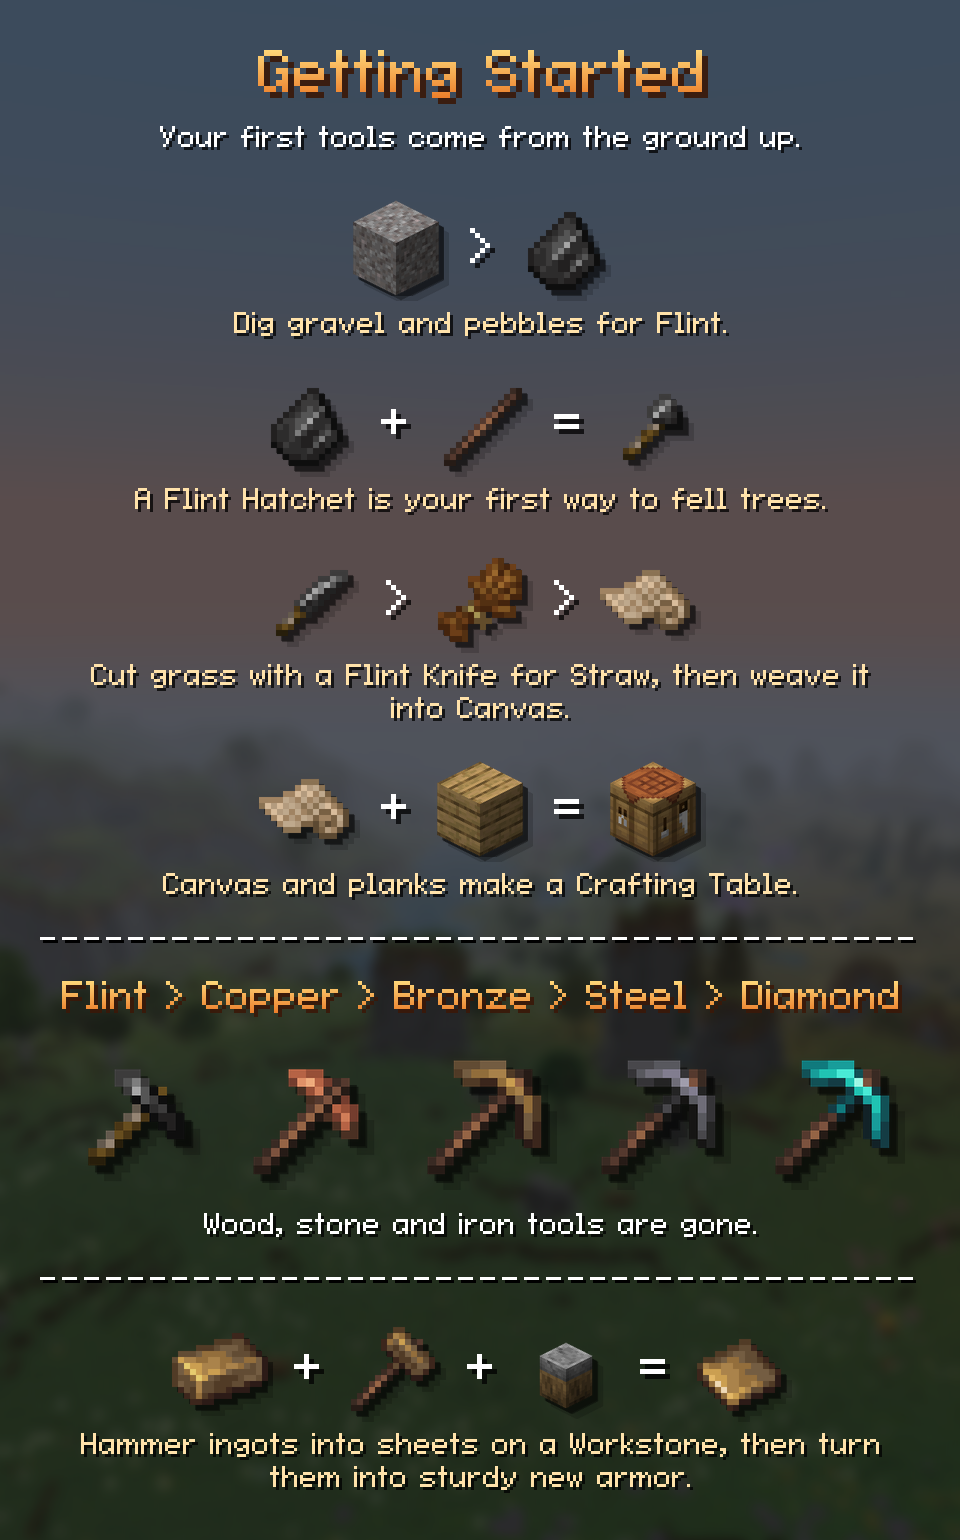 Getting Started
Your first tools come from the ground up.
>
Dig gravel and pebbles for Flint.
+ =
A Flint Hatchet is your first way to fell trees.
> >
Cut grass with a Flint Knife for Straw, then weave it
into Canvas.
+ =
Canvas and planks make a Crafting Table.
Flint > Copper > Bronze > Steel > Diamond
Wood, stone and iron tools are gone.
+ + =
Hammer ingots into sheets on a Workstone, then turn
them into sturdy new armor.